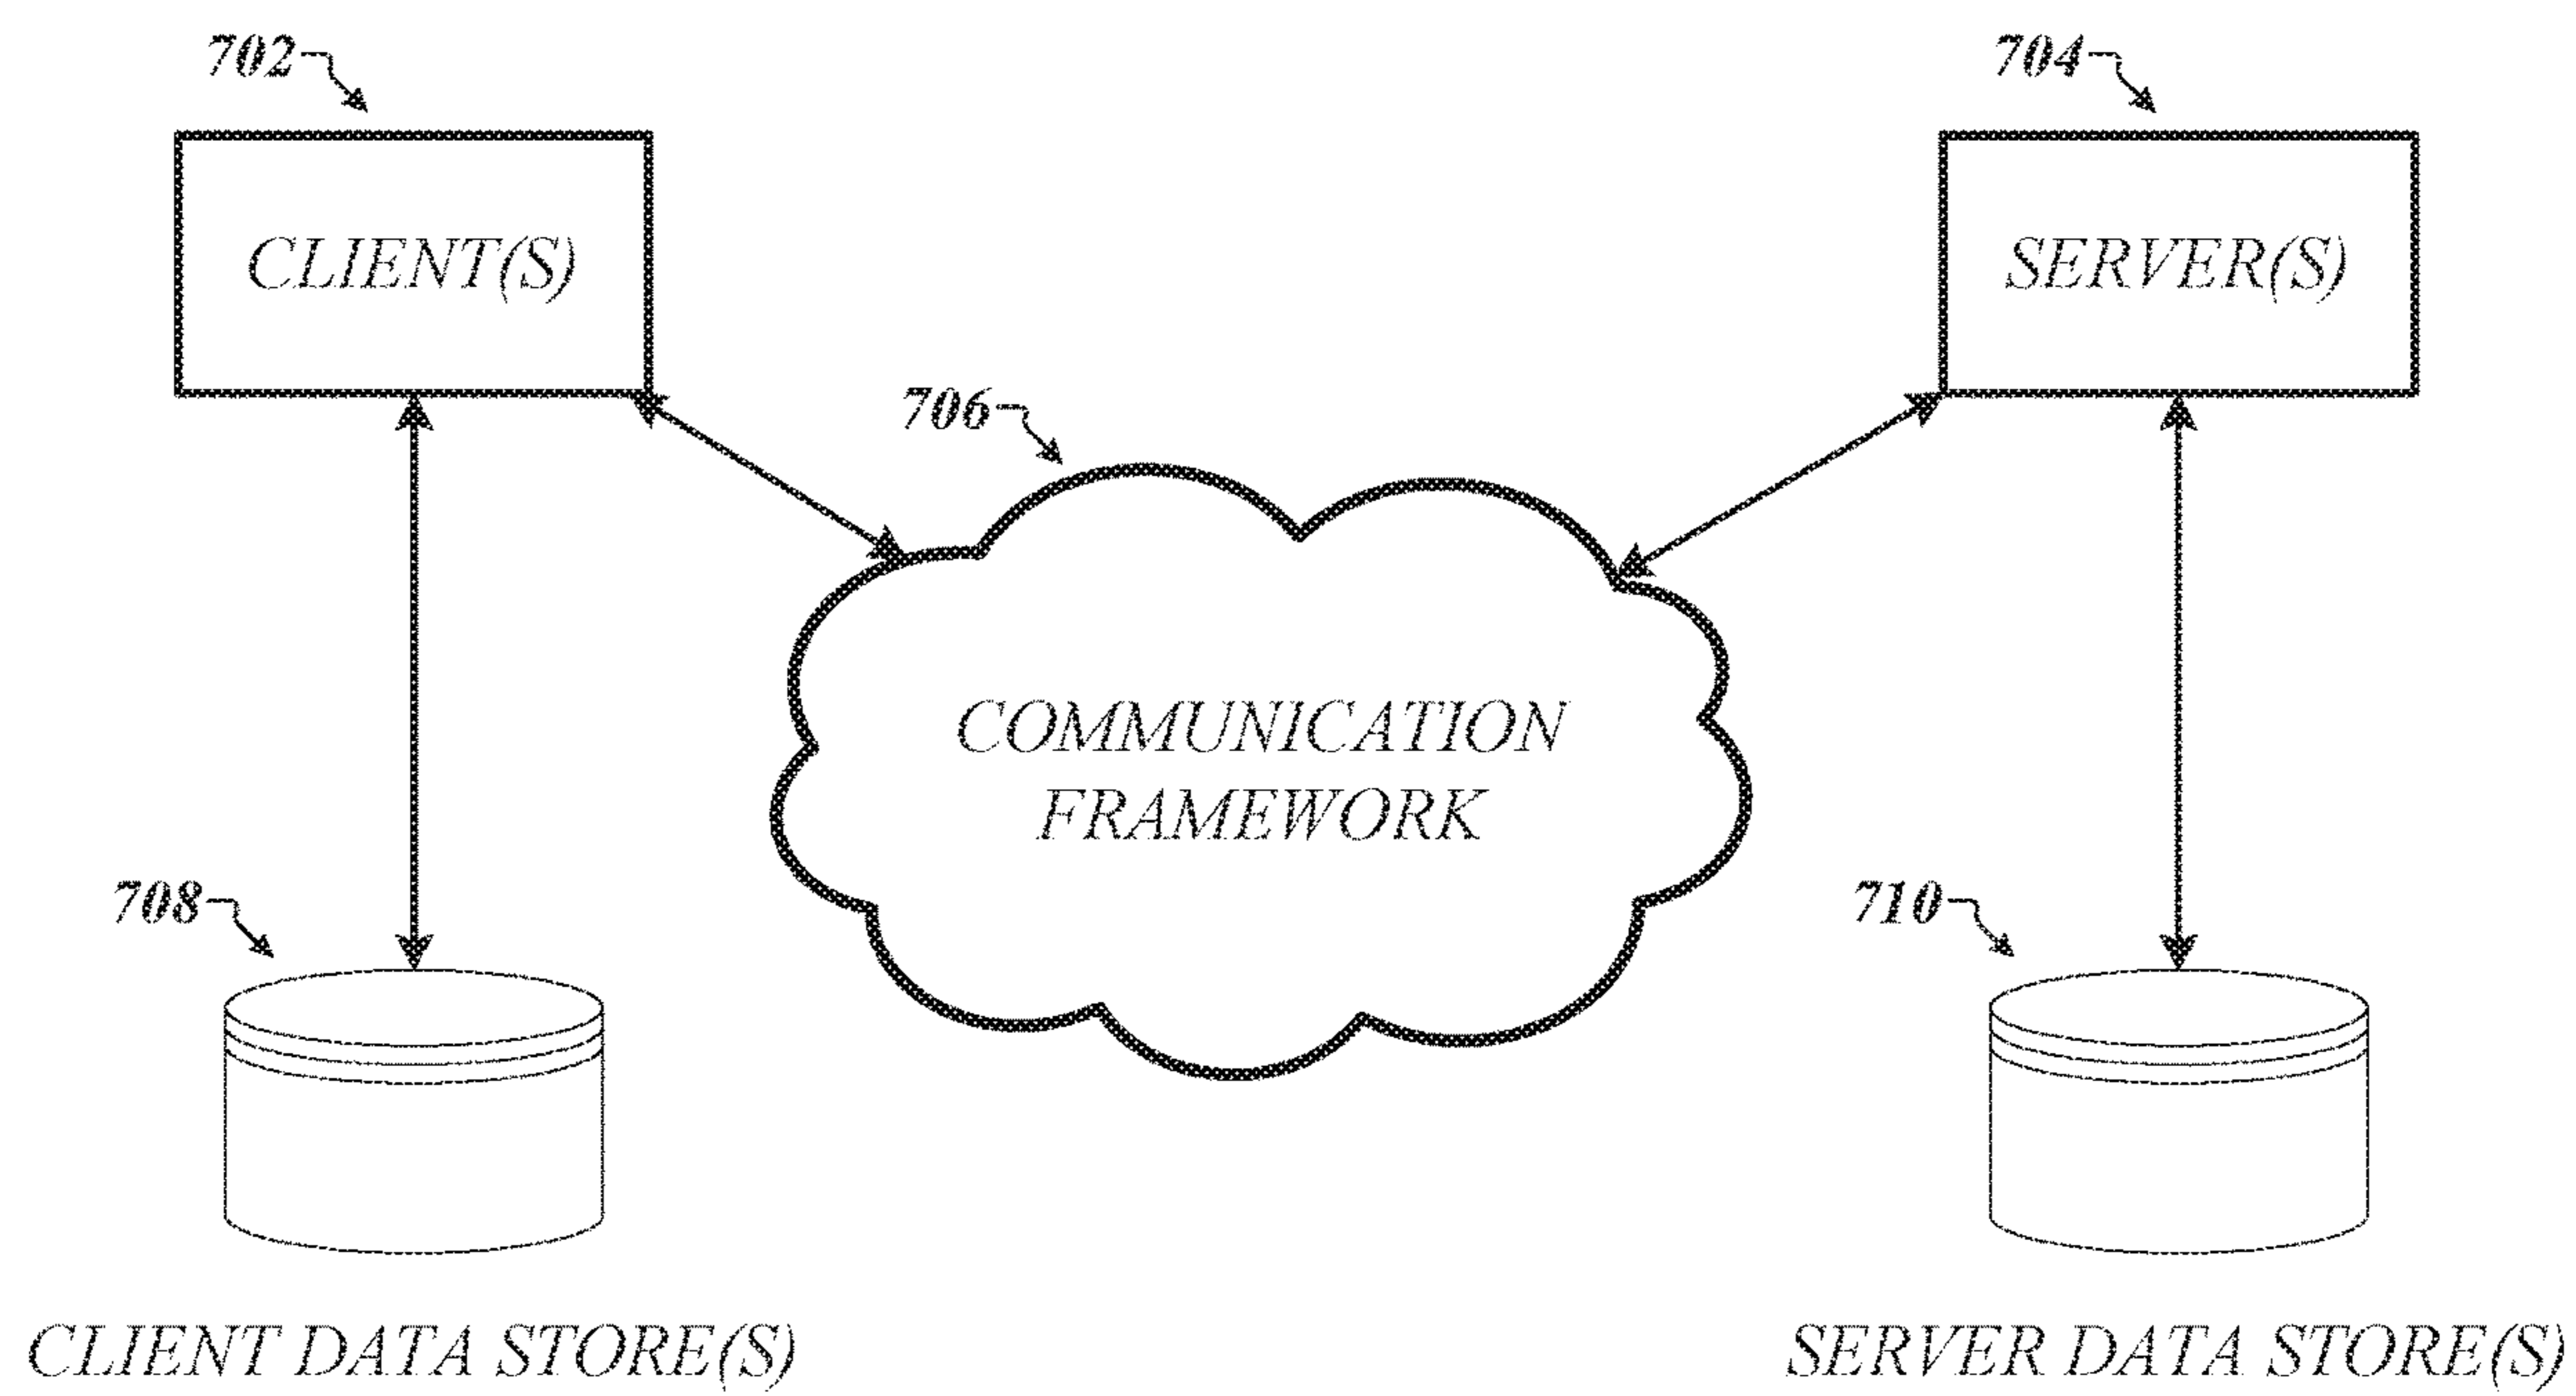 702
704
CLIENT(S)
SERVER(S)
706
COMMUNICATION
FRAMEWORK
708
710
CLIENT DATA STORE(S)
SERVER DATA STORE(S)